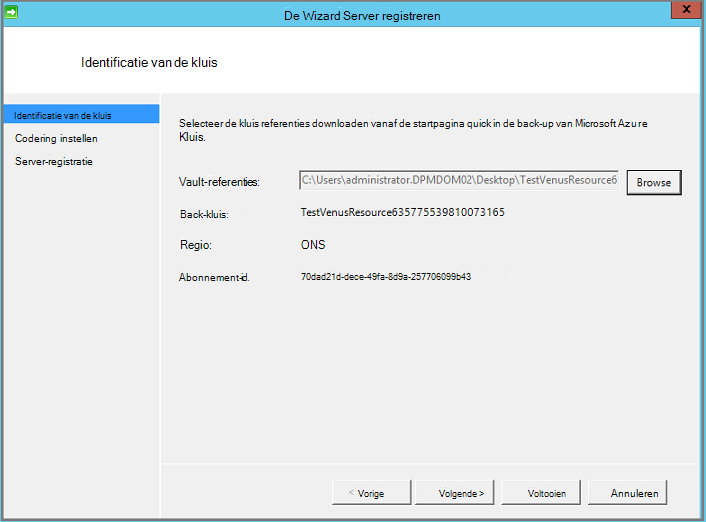 De Wizard Server registreren
x
Identificatie van de kluis
Identificatie van de kluis
Codering instellen
Server-registratie
Selecteer de kluis referenties downloaden vanaf de startpagina quick in de back-up van Microsoft Azure
Kluis.
Vault-referenties: C:\Users\administrator.DPMDOM02\Desktop\TestVenusResource6 Browse
Back-kluis: TestVenusResource635775539810073165
Regio: ONS
Abonnement-id. 70dad21d-dece-49fa-8d9a-257706099b43
< Vorige Volgende > Voltooien Annuleren